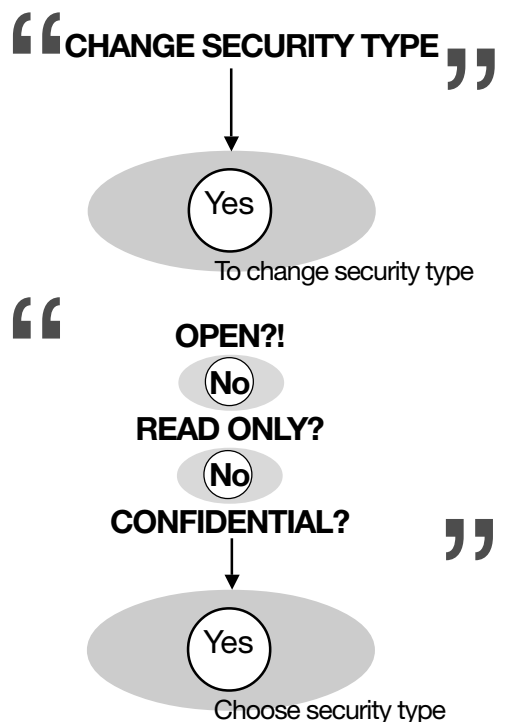 “CHANGE SECURITY TYPE”
Yes
To change security type
“
OPEN?!
No
READ ONLY?
No
CONFIDENTIAL?
”
Yes
Choose security type